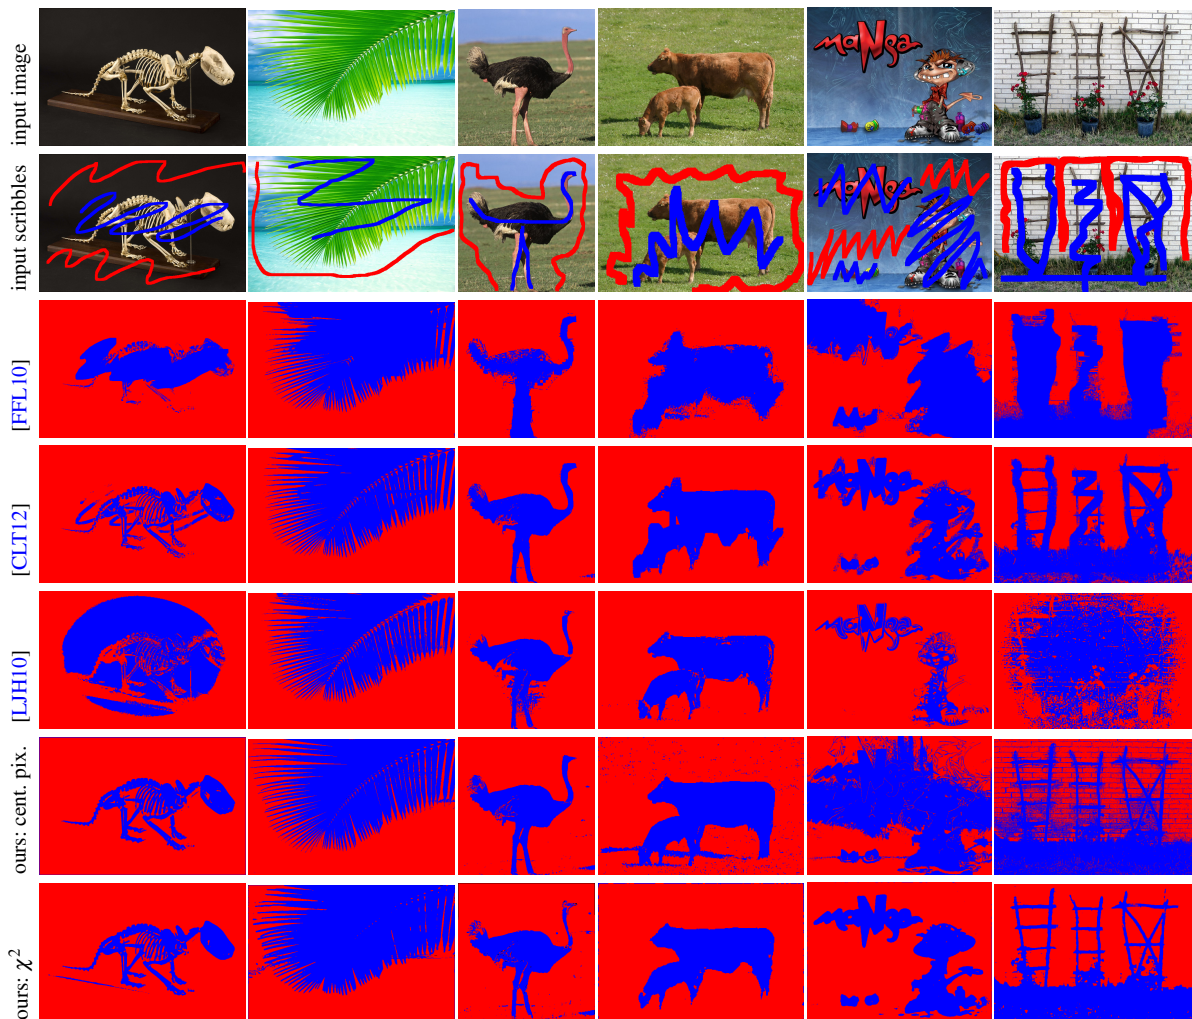 input image
maNga
input scribbles
[FFL10]
[CLT12]
[LJH10]
ours: cent. pix.
ours: χ²